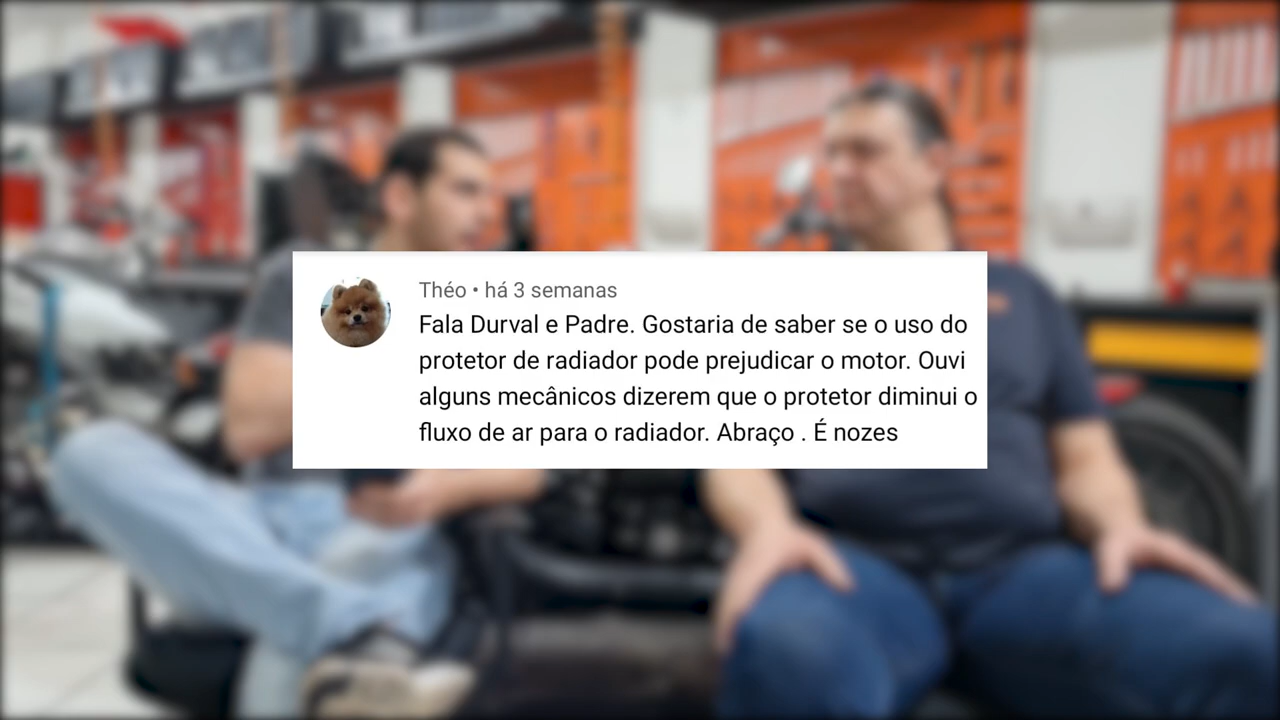 Théo • há 3 semanas
Fala Durval e Padre. Gostaria de saber se o uso do
protetor de radiador pode prejudicar o motor. Ouvi
alguns mecânicos dizerem que o protetor diminui o
fluxo de ar para o radiador. Abraço . É nozes